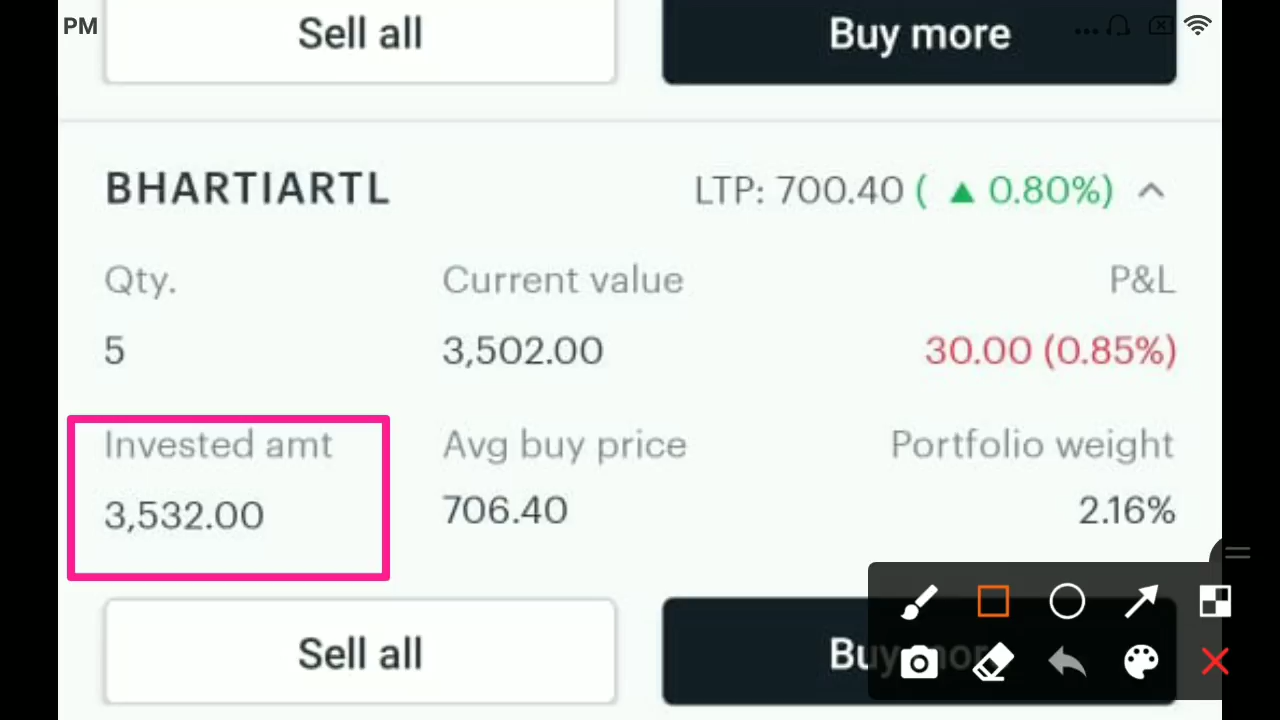 PM
Sell all Buy more
BHARTIARTL LTP: 700.40 ( ▲ 0.80%)
Qty. Current value P&L
5 3,502.00 30.00 (0.85%)
Invested amt Avg buy price Portfolio weight
3,532.00 706.40 2.16%
Sell all Buy mor